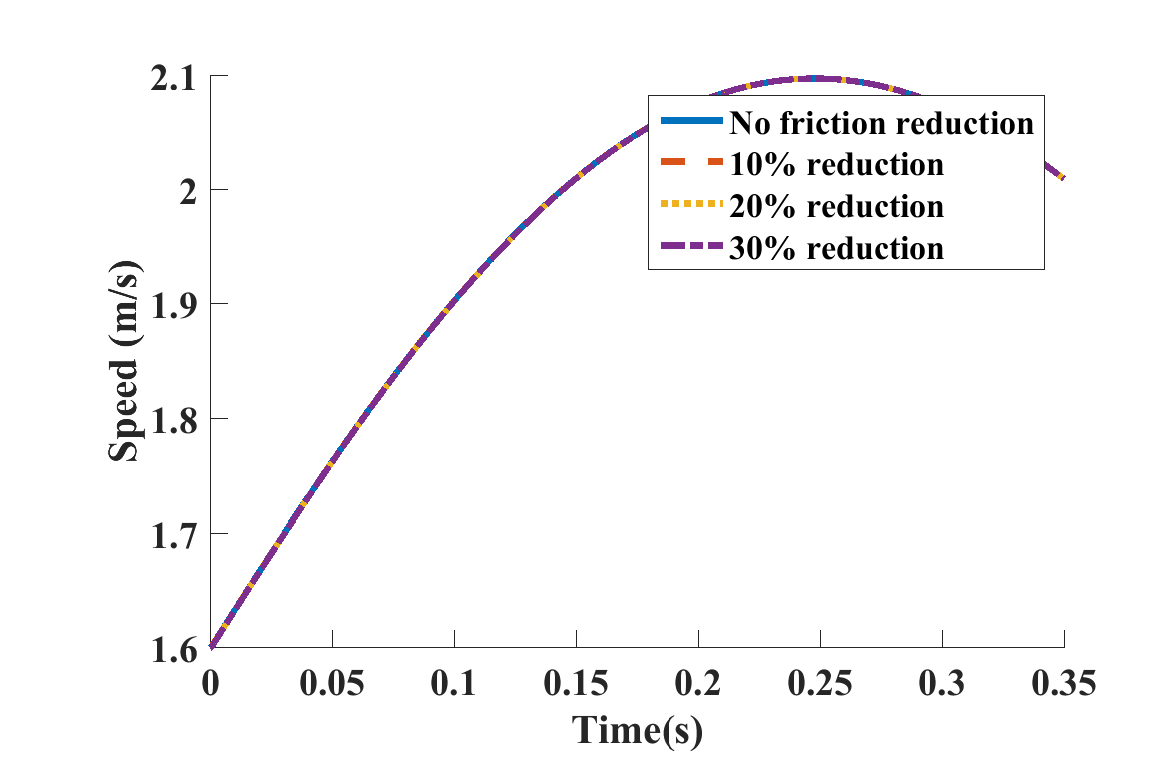 2.1
2
1.9
1.8
1.7
1.6
Speed (m/s)
No friction reduction
10% reduction
20% reduction
30% reduction
0 0.05 0.1 0.15 0.2 0.25 0.3 0.35
Time(s)